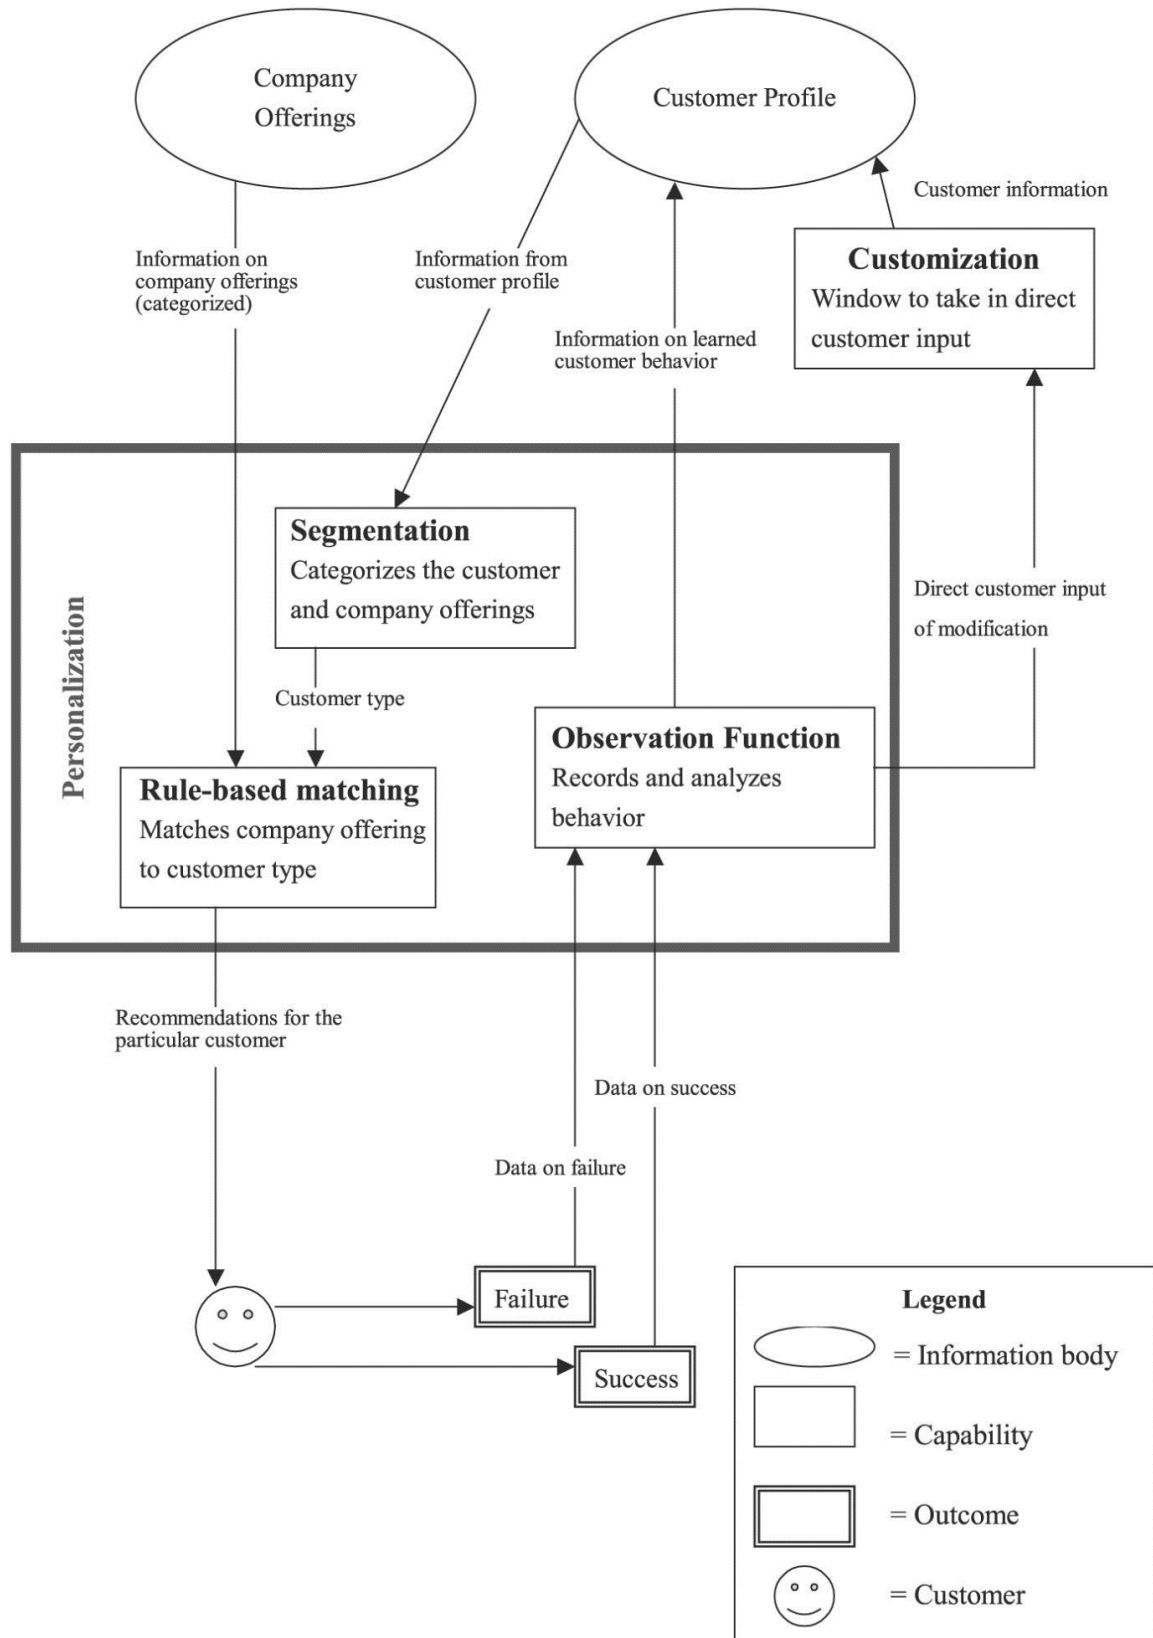 Company
Offerings
Customer Profile
Customer information
Information on
company offerings
(categorized)
Information from
customer profile
Customization
Window to take in direct
customer input
Information on learned
customer behavior
Personalization
Segmentation
Categorizes the customer
and company offerings
Direct customer input
of modification
Customer type
Observation Function
Records and analyzes
behavior
Rule-based matching
Matches company offering
to customer type
Recommendations for the
particular customer
Data on success
Data on failure
Failure
Success
Legend
= Information body
= Capability
= Outcome
= Customer